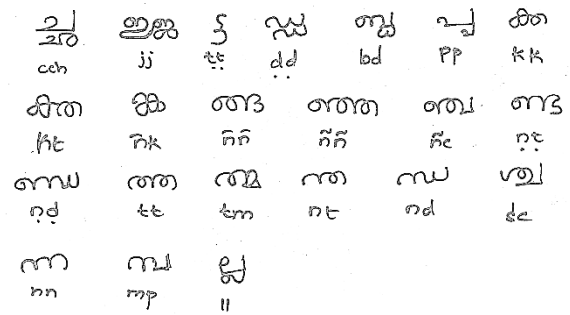 ച്ഛ ജ്ജ ട്ട ഡ്ഡ ബ്ദ പ്പ ക്ക
cch jj ṭṭ ḍḍ bd pp kk
ക്ത ങ്ക ങ്ങ ഞ്ഞ ഞ്ച ണ്ട
kt ṅk ṅṅ ññ ñc ṇṭ
ണ്ഡ ത്ത ത്മ ന്ത ന്ധ ശ്ച
ṇḍ tt tm nt nd śc
ന്ന മ്പ ല്ല
nn mp ll